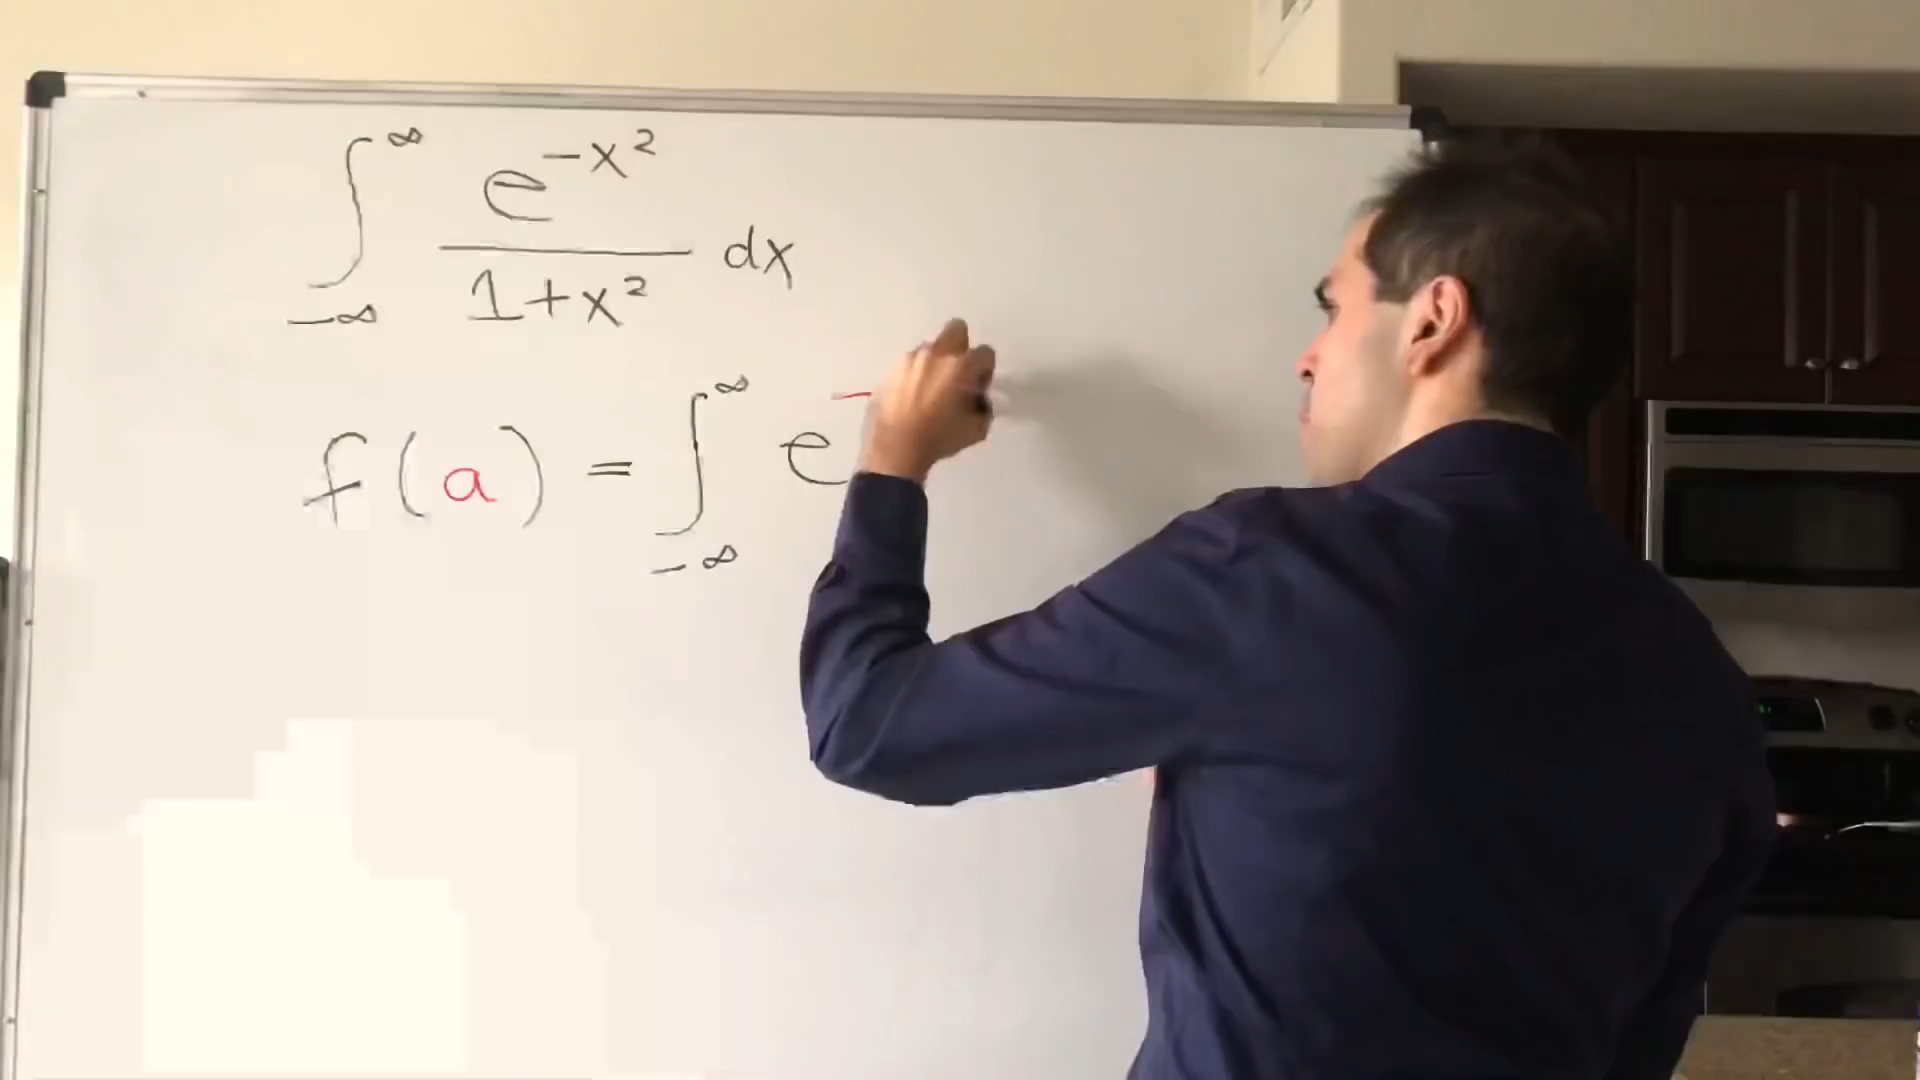 ∫_{-∞}^{∞} e^{-x²} / (1+x²) dx
f(a) = ∫_{-∞}^{∞} e^{-